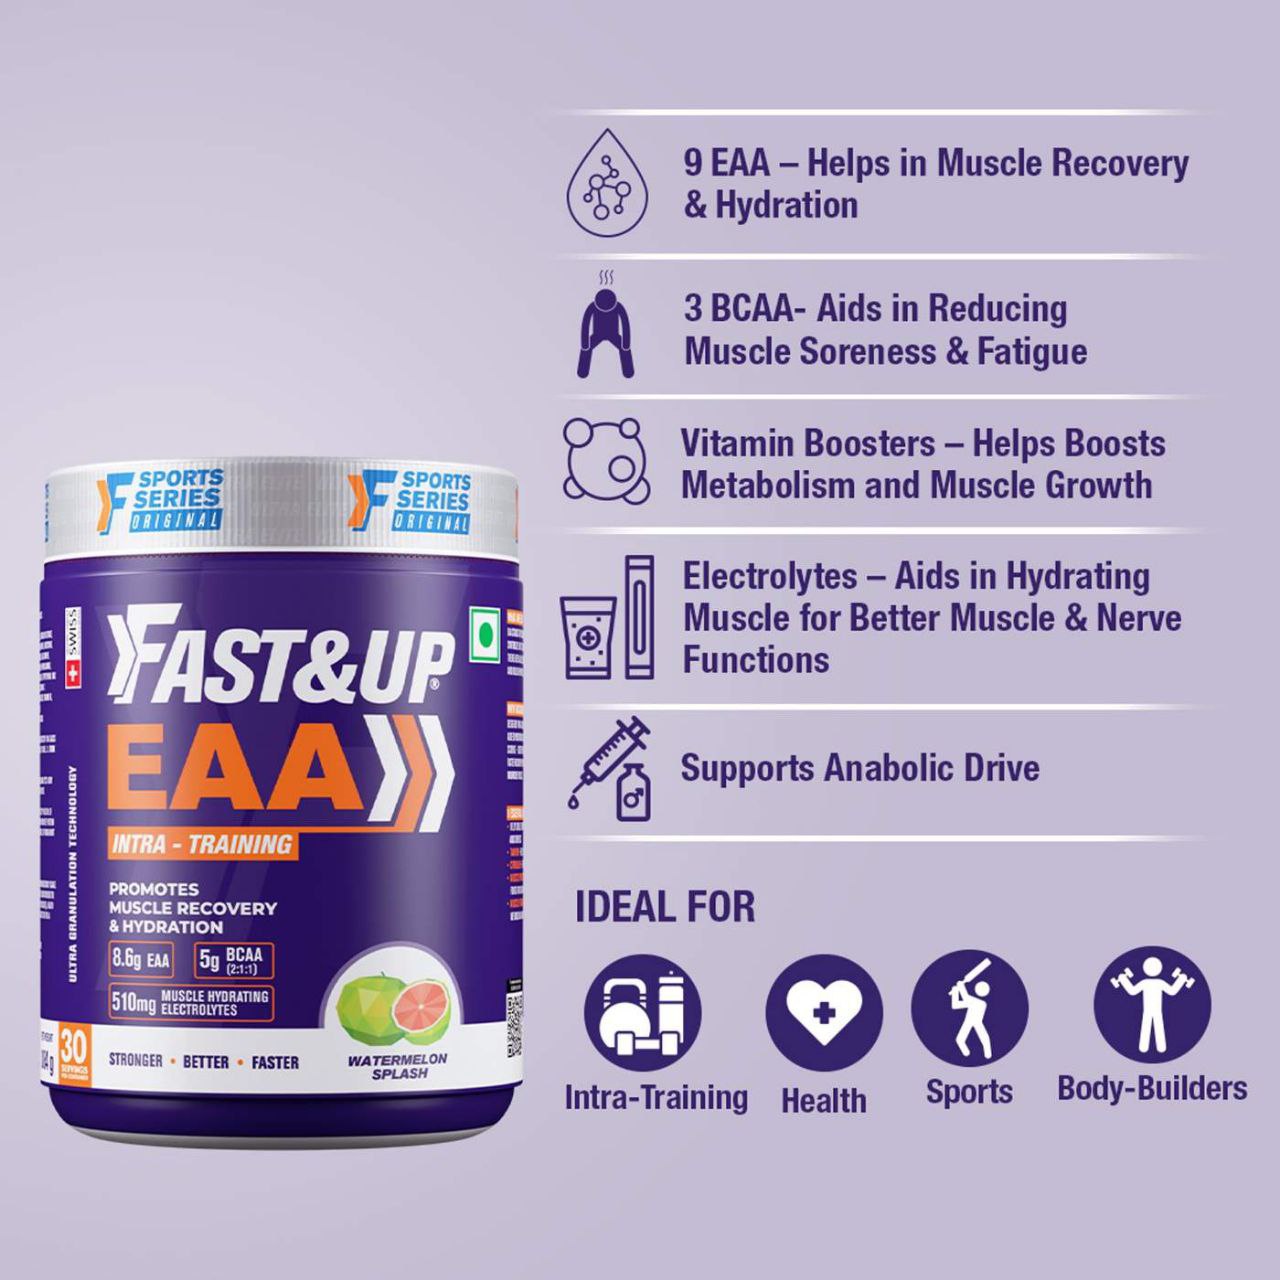 9 EAA – Helps in Muscle Recovery
& Hydration
3 BCAA- Aids in Reducing
Muscle Soreness & Fatigue
Vitamin Boosters – Helps Boosts
Metabolism and Muscle Growth
Electrolytes – Aids in Hydrating
Muscle for Better Muscle & Nerve
Functions
Supports Anabolic Drive
IDEAL FOR
Intra-Training
Health
Sports
Body-Builders
SPORTS
SERIES
ORIGINAL
SPORTS
SERIES
ORIGINAL
SWISS
FAST&UP®
EAA
INTRA - TRAINING
ULTRA GRANULATION TECHNOLOGY
PROMOTES
MUSCLE RECOVERY
& HYDRATION
8.6g EAA
5g BCAA
(2:1:1)
510mg MUSCLE HYDRATING
ELECTROLYTES
30
SERVINGS
STRONGER • BETTER • FASTER
WATERMELON
SPLASH